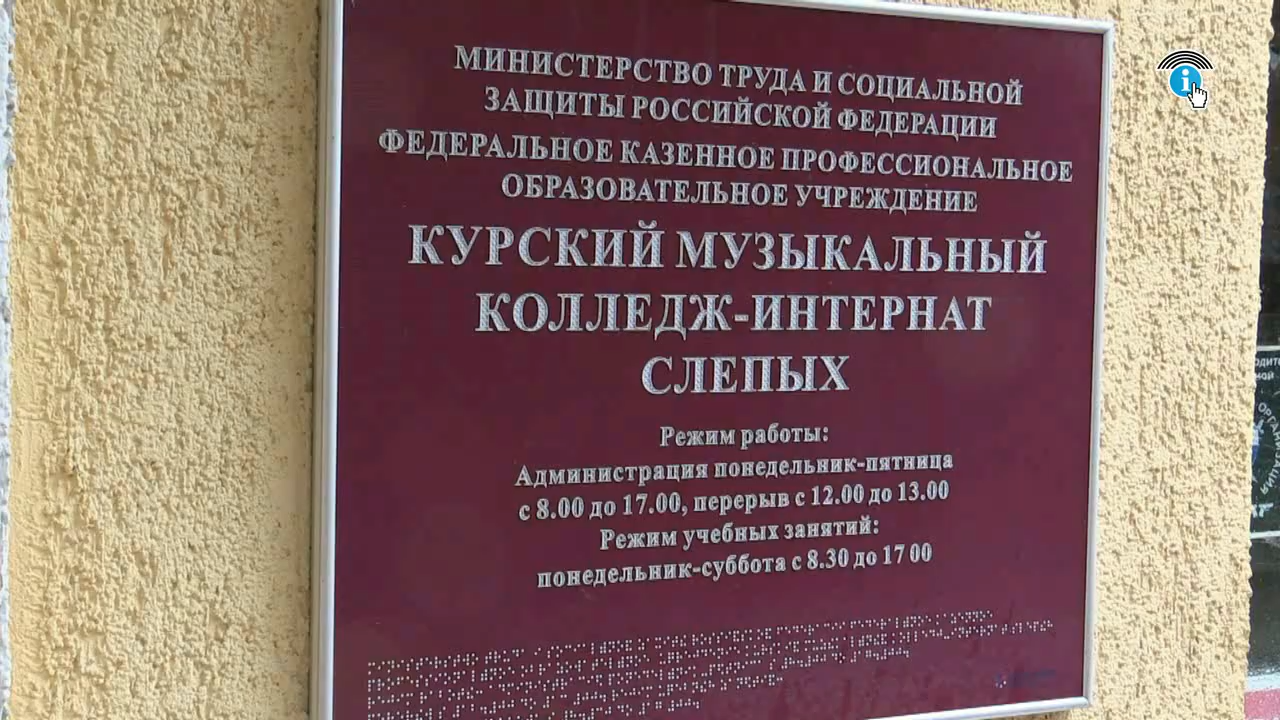 МИНИСТЕРСТВО ТРУДА И СОЦИАЛЬНОЙ
ЗАЩИТЫ РОССИЙСКОЙ ФЕДЕРАЦИИ
ФЕДЕРАЛЬНОЕ КАЗЕННОЕ ПРОФЕССИОНАЛЬНОЕ
ОБРАЗОВАТЕЛЬНОЕ УЧРЕЖДЕНИЕ
КУРСКИЙ МУЗЫКАЛЬНЫЙ
КОЛЛЕДЖ-ИНТЕРНАТ
СЛЕПЫХ
Режим работы:
Администрация понедельник-пятница
с 8.00 до 17.00, перерыв с 12.00 до 13.00
Режим учебных занятий:
понедельник-суббота с 8.30 до 17 00